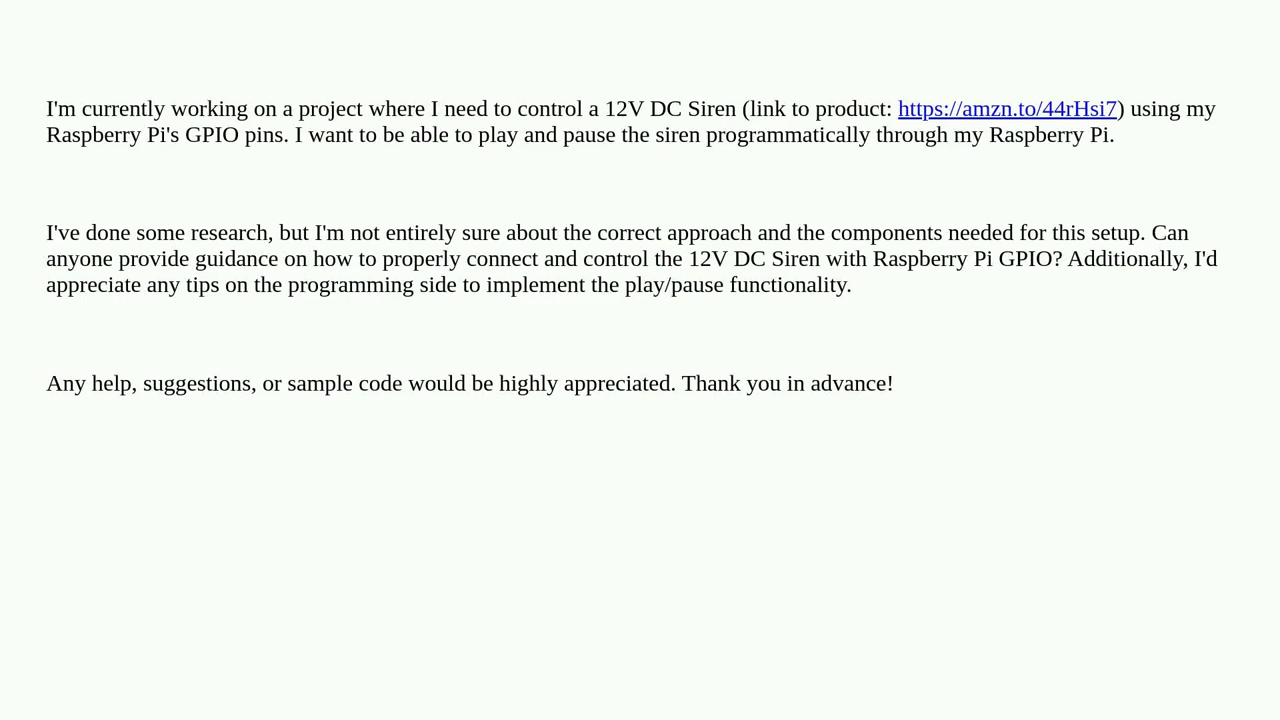 I'm currently working on a project where I need to control a 12V DC Siren (link to product: https://amzn.to/44rHsi7) using my
Raspberry Pi's GPIO pins. I want to be able to play and pause the siren programmatically through my Raspberry Pi.
I've done some research, but I'm not entirely sure about the correct approach and the components needed for this setup. Can
anyone provide guidance on how to properly connect and control the 12V DC Siren with Raspberry Pi GPIO? Additionally, I'd
appreciate any tips on the programming side to implement the play/pause functionality.
Any help, suggestions, or sample code would be highly appreciated. Thank you in advance!